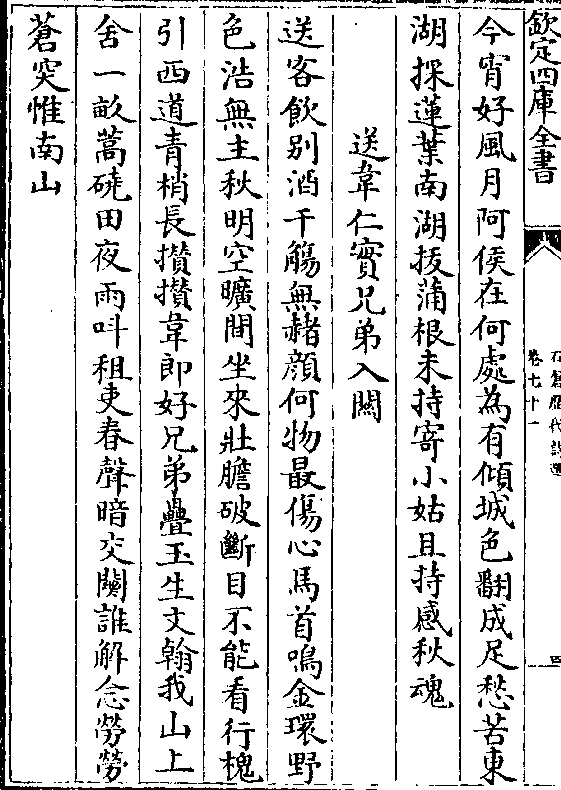 欽定四庫全書
石倉歷代詩選
卷七十一
四
今宵好風月阿侯在何處為有傾城色翻成足愁苦東
湖採蓮葉南湖拔蒲根未持寄小姑且持感秋魂
送韋仁實兄弟入闗
送客飲别酒千觴無赭顔何物最傷心馬首鳴金環野
色浩無主秋明空曠間坐來壯膽破斷目不能看行槐
引西道青梢長攅攅韋郎好兄弟疊玉生文翰我山上
舍一畝蒿磽田夜雨呌租吏春聲暗交闗誰解念勞勞
蒼突惟南山